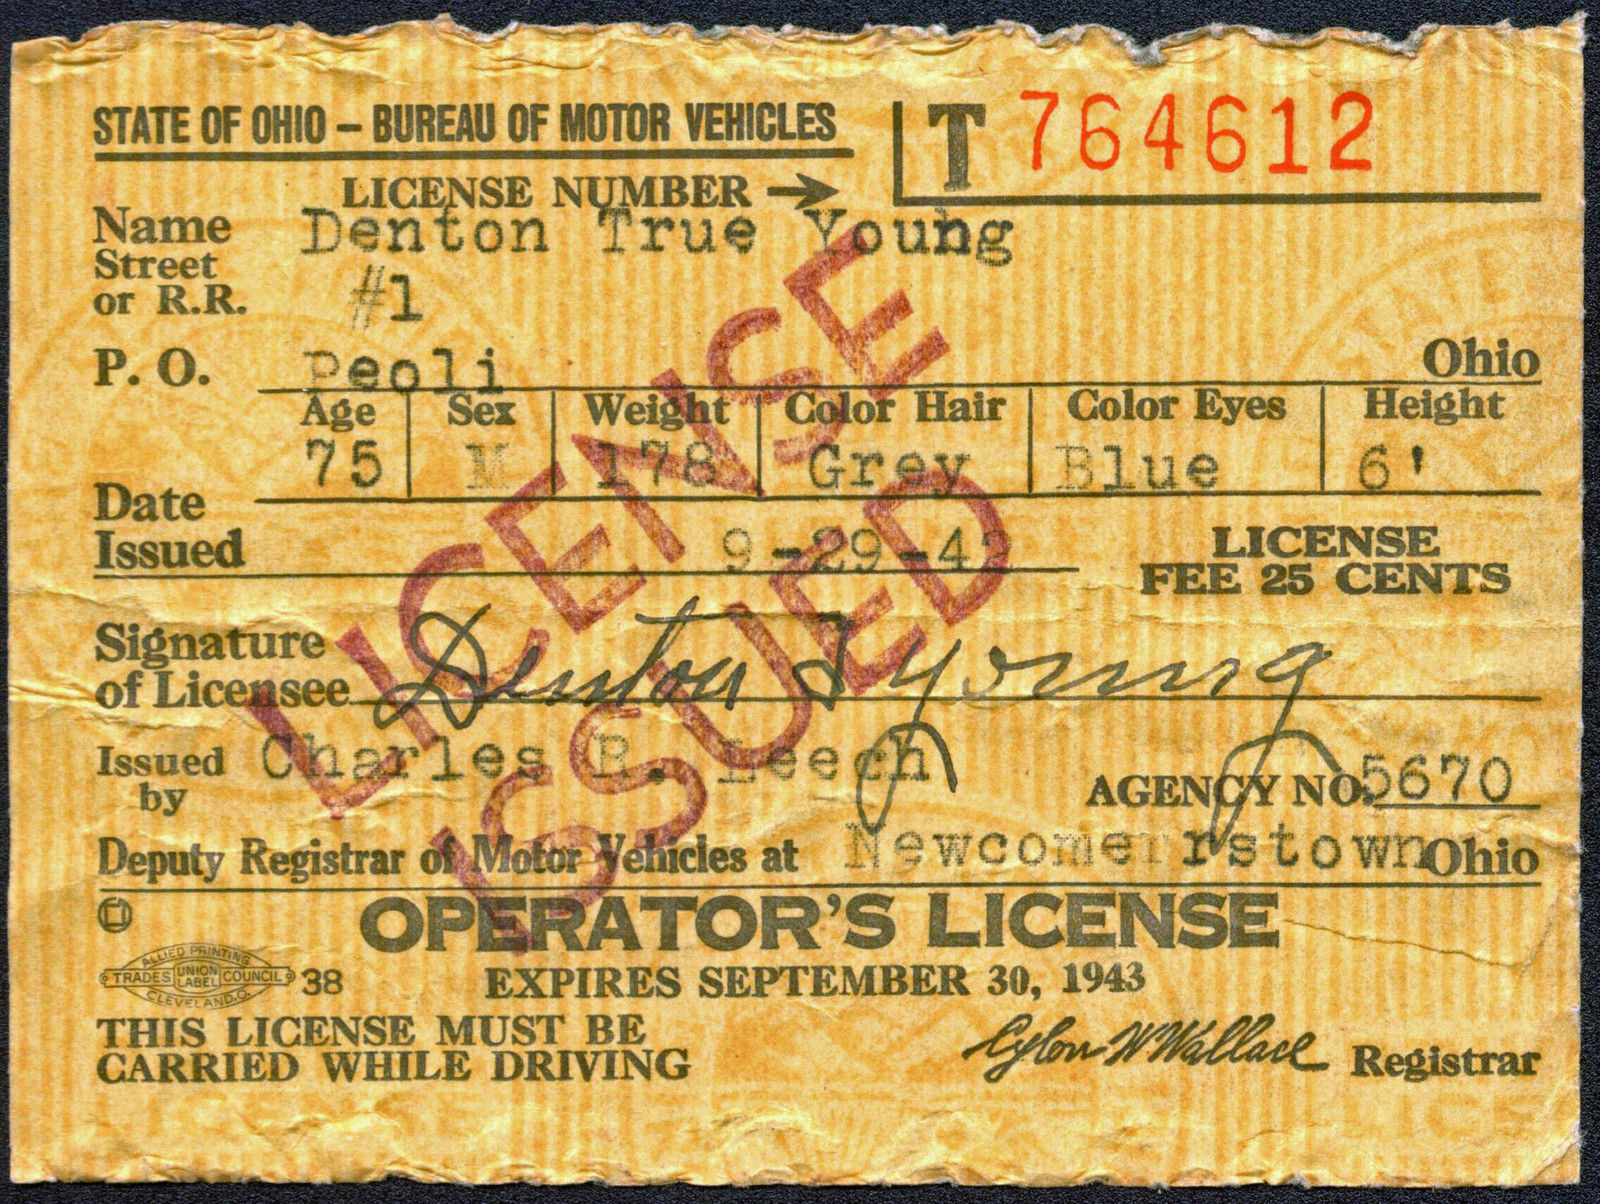 STATE OF OHIO – BUREAU OF MOTOR VEHICLES
LICENSE NUMBER → T 764612
Name Denton True Young
Street
or R.R. #1
P. O. Peoli Ohio
Age Sex Weight Color Hair Color Eyes Height
75 M 178 Grey Blue 6'
Date
Issued 9-29-42
LICENSE
FEE 25 CENTS
Signature
of Licensee Denton T Young
Issued
by Charles R. Leech AGENCY NO. 5670
Deputy Registrar of Motor Vehicles at Newcomerrstown Ohio
LICENSE
ISSUED
OPERATOR'S LICENSE
ALLIED PRINTING
TRADES UNION LABEL COUNCIL
CLEVELAND, O.
38
EXPIRES SEPTEMBER 30, 1943
THIS LICENSE MUST BE
CARRIED WHILE DRIVING
Cylon W Wallace Registrar